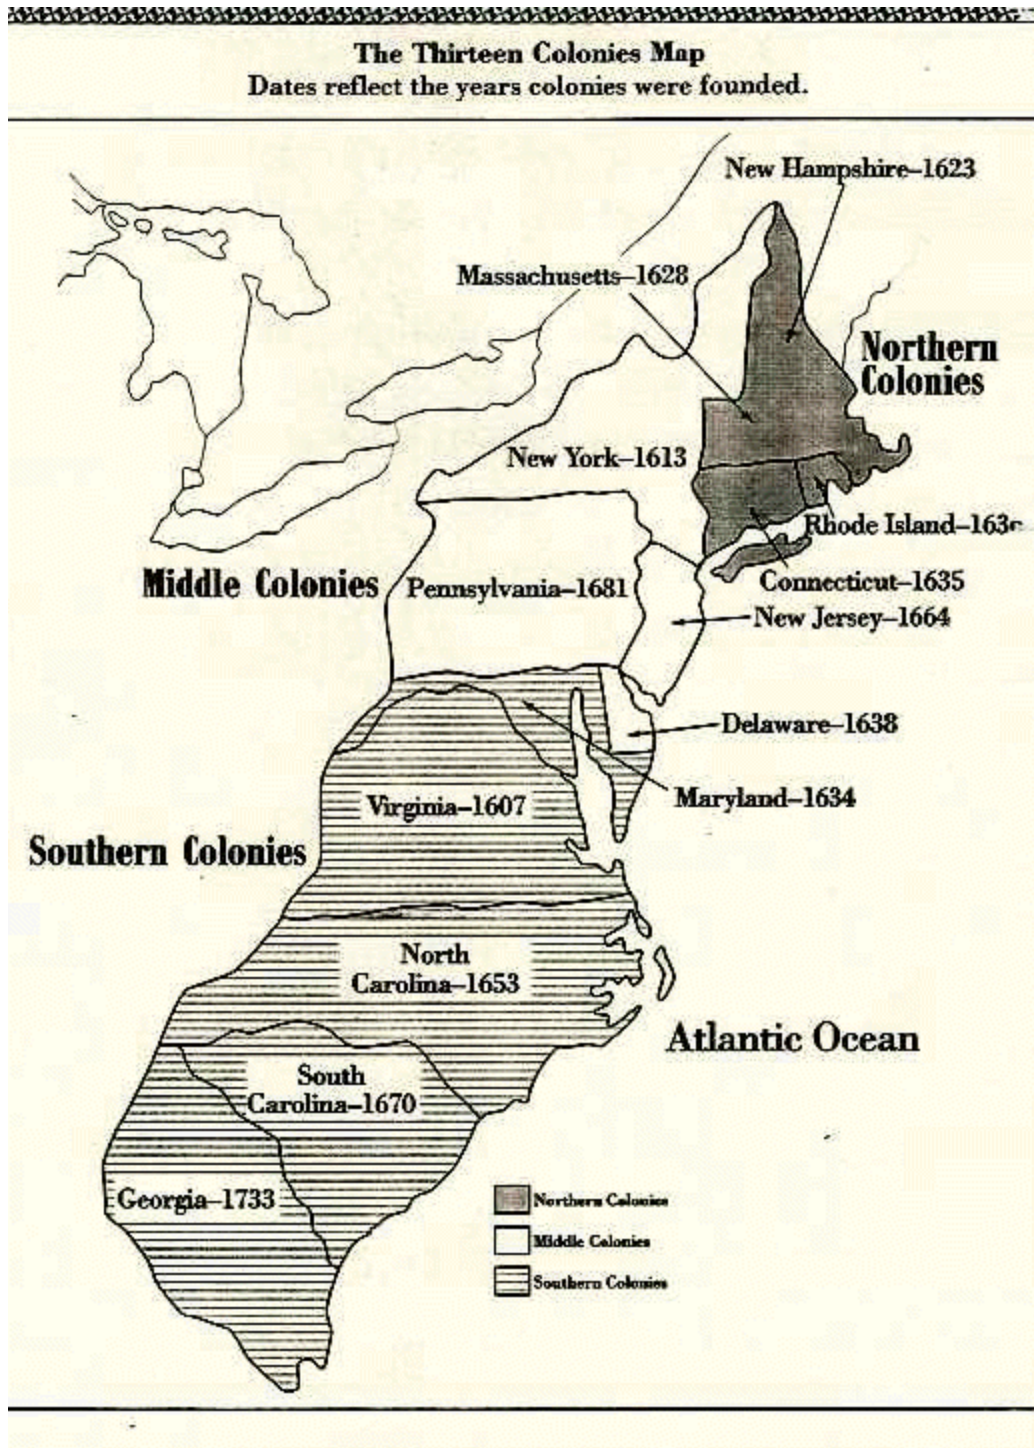 The Thirteen Colonies Map
Dates reflect the years colonies were founded.
New Hampshire–1623
Massachusetts–1628
Northern
Colonies
New York–1613
Rhode Island–163
Middle Colonies
Pennsylvania–1681
Connecticut–1635
New Jersey–1664
Delaware–1638
Maryland–1634
Virginia–1607
Southern Colonies
North
Carolina–1653
Atlantic Ocean
South
Carolina–1670
Georgia–1733
Northern Colonies
Middle Colonies
Southern Colonies